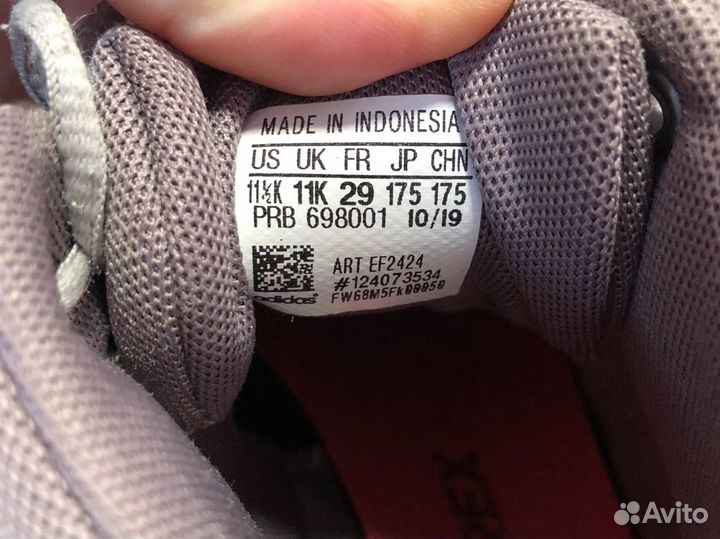 MADE IN INDONESIA
US UK FR JP CHN
11½K 11K 29 175 175
PRB 698001 10/19
ART EF2424
#124073534
adidas
FW68M5Fk00050
Avito